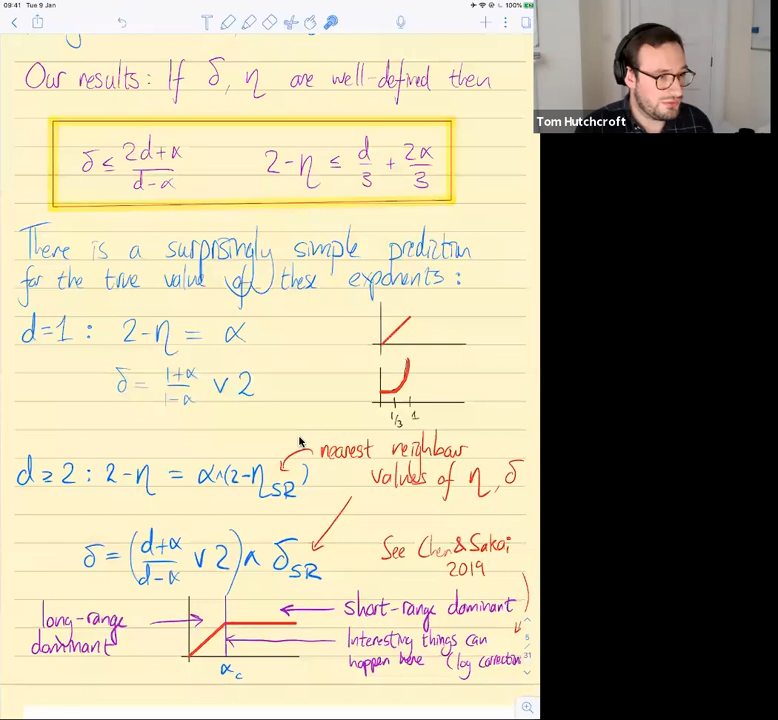 09:41 Tue 9 Jan
100%
Our results: If δ, η are well-defined then
δ ≤ (2d+α)/(d-α)    2-η ≤ d/3 + 2α/3
There is a surprisingly simple prediction
for the true value of these exponents:
d=1: 2-η = α
δ = (1+α)/(1-α) ∨ 2
1/3 1
nearest neighbour
values of η, δ
d≥2: 2-η = α∧(2-η_SR)
δ = ((d+α)/(d-α) ∨ 2) ∧ δ_SR
See Chen & Sakai
2019
long-range
dominant
short-range dominant
Interesting things can
happen here (log correction
α_c
5
31
Tom Hutchcroft